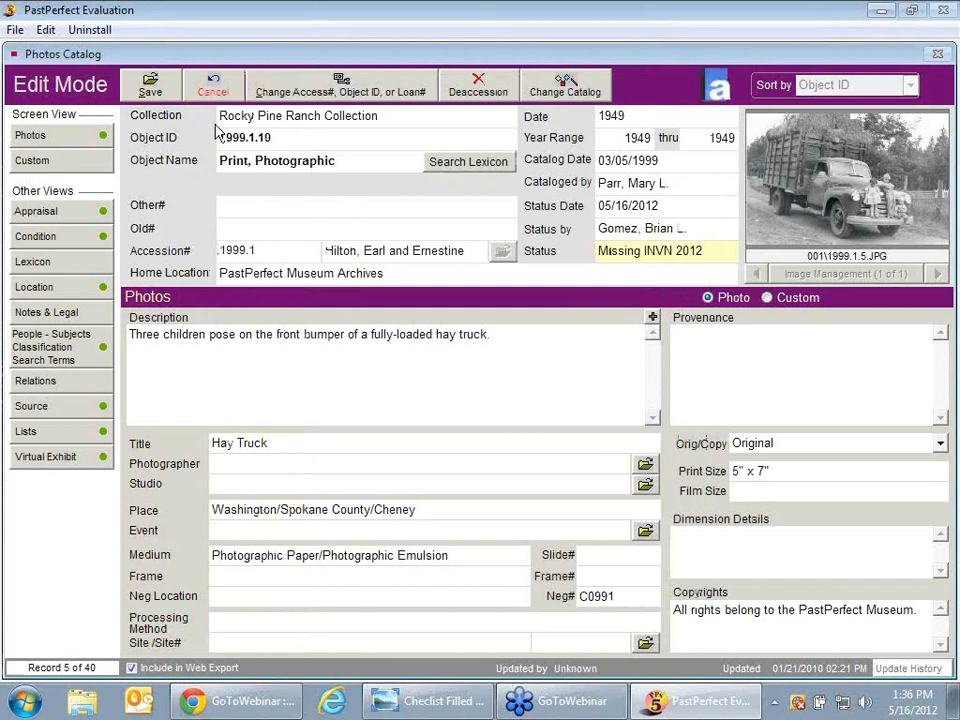 PastPerfect Evaluation
File Edit Uninstall
Photos Catalog
Edit Mode
Save
Cancel
Change Access#, Object ID, or Loan#
Deaccession
Change Catalog
a
Sort by Object ID
Screen View
Photos
Custom
Other Views
Appraisal
Condition
Lexicon
Location
Notes & Legal
People - Subjects
Classification
Search Terms
Relations
Source
Lists
Virtual Exhibit
Collection Rocky Pine Ranch Collection
Object ID 1999.1.10
Object Name Print, Photographic Search Lexicon
Other#
Old#
Accession# .1999.1 Hilton, Earl and Ernestine
Home Location PastPerfect Museum Archives
Date 1949
Year Range 1949 thru 1949
Catalog Date 03/05/1999
Cataloged by Parr, Mary L.
Status Date 05/16/2012
Status by Gomez, Brian L.
Status Missing INVN 2012
001\1999.1.5.JPG
Image Management (1 of 1)
Photos Photo Custom
Description
Three children pose on the front bumper of a fully-loaded hay truck.
Provenance
Title Hay Truck
Photographer
Studio
Place Washington/Spokane County/Cheney
Event
Medium Photographic Paper/Photographic Emulsion Slide#
Frame Frame#
Neg Location Neg# C0991
Processing
Method
Site /Site#
Orig/Copy Original
Print Size 5" x 7"
Film Size
Dimension Details
Copyrights
All rights belong to the PastPerfect Museum.
Record 5 of 40 Include in Web Export Updated by Unknown Updated 01/21/2010 02:21 PM Update History
GoToWebinar :... Checlist Filled ... GoToWebinar PastPerfect Ev... 1:36 PM
5/16/2012